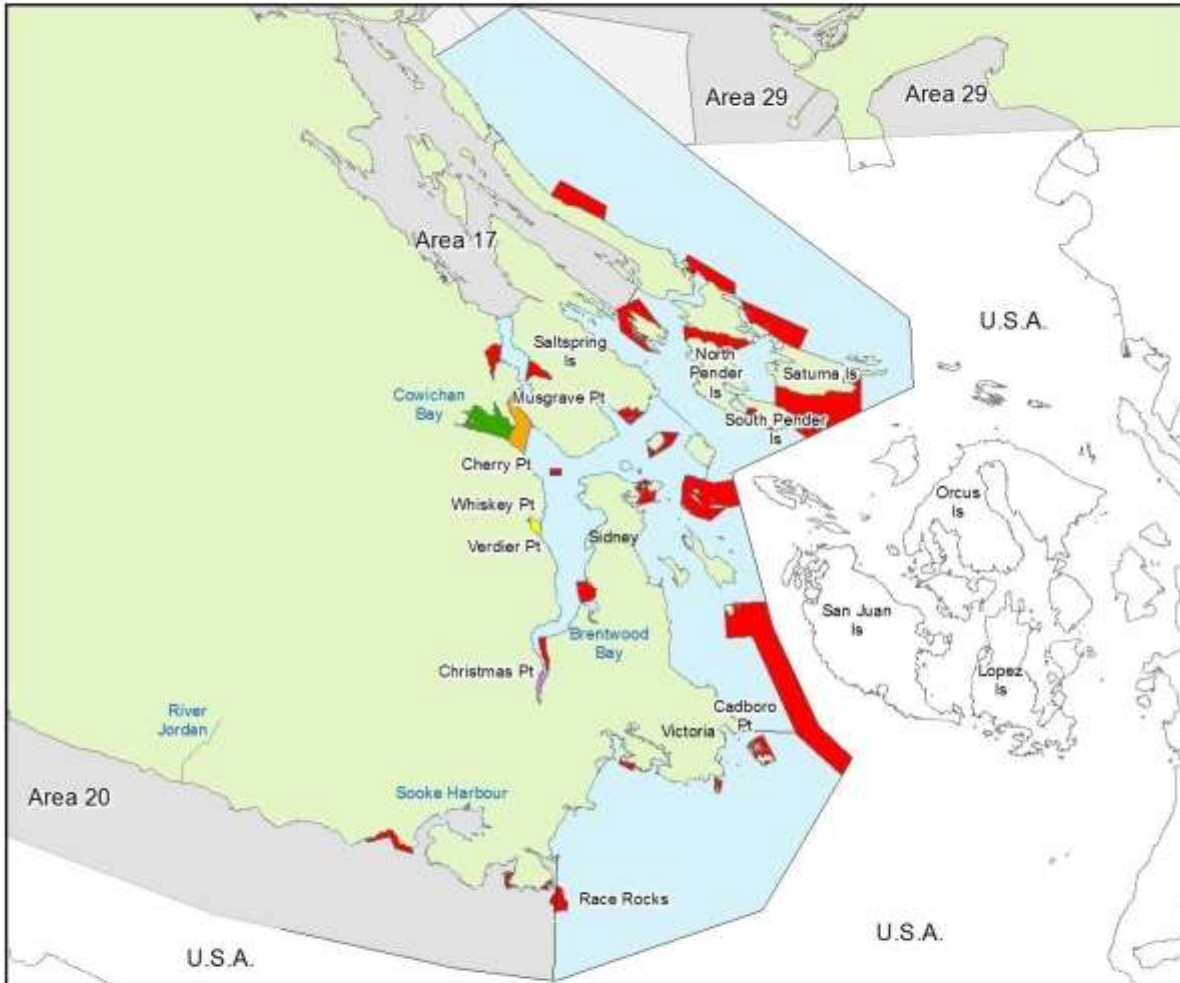 Area 29
Area 29
Area 17
U.S.A.
Saltspring
Is
North
Pender
Is
Saturna Is
Cowichan
Bay
Musgrave Pt
South Pender
Is
Cherry Pt
Orcus
Is
Whiskey Pt
Sidney
Verdier Pt
San Juan
Is
Brentwood
Bay
Christmas Pt
Lopez
Is
River
Jordan
Cadboro
Pt
Victoria
Area 20
Sooke Harbour
Race Rocks
U.S.A.
U.S.A.